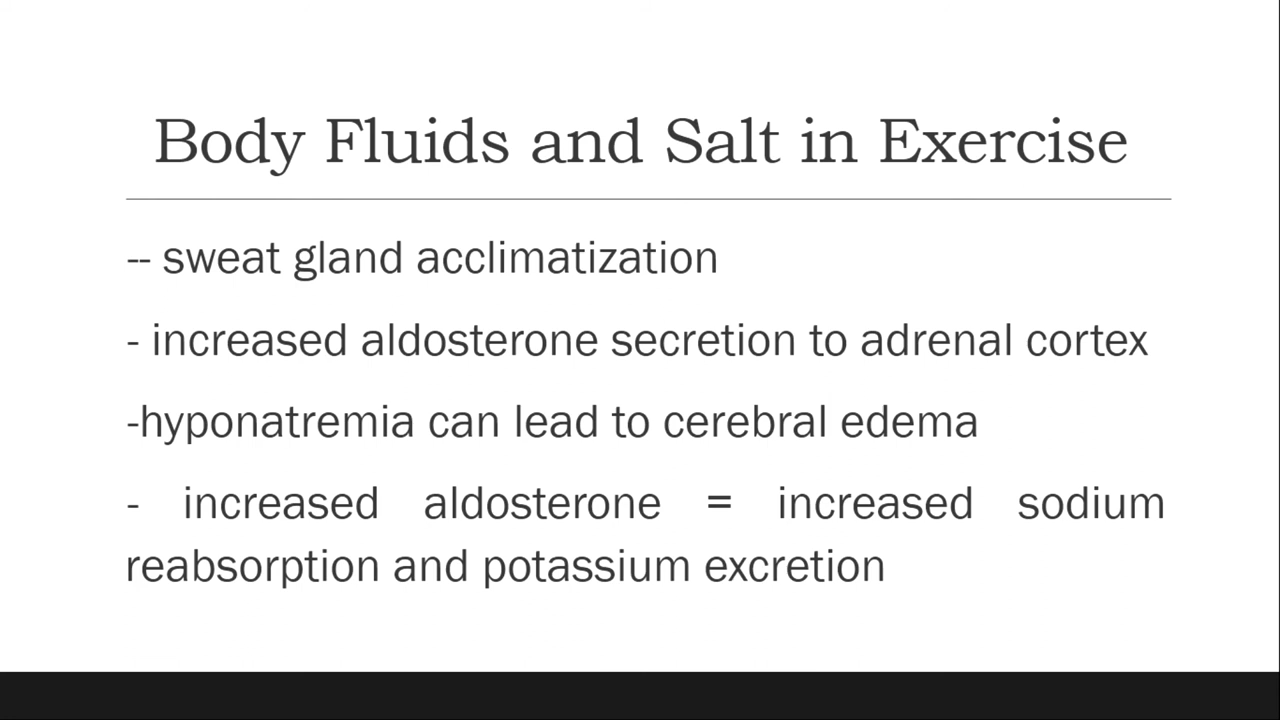 Body Fluids and Salt in Exercise
-- sweat gland acclimatization
- increased aldosterone secretion to adrenal cortex
-hyponatremia can lead to cerebral edema
- increased aldosterone = increased sodium
reabsorption and potassium excretion